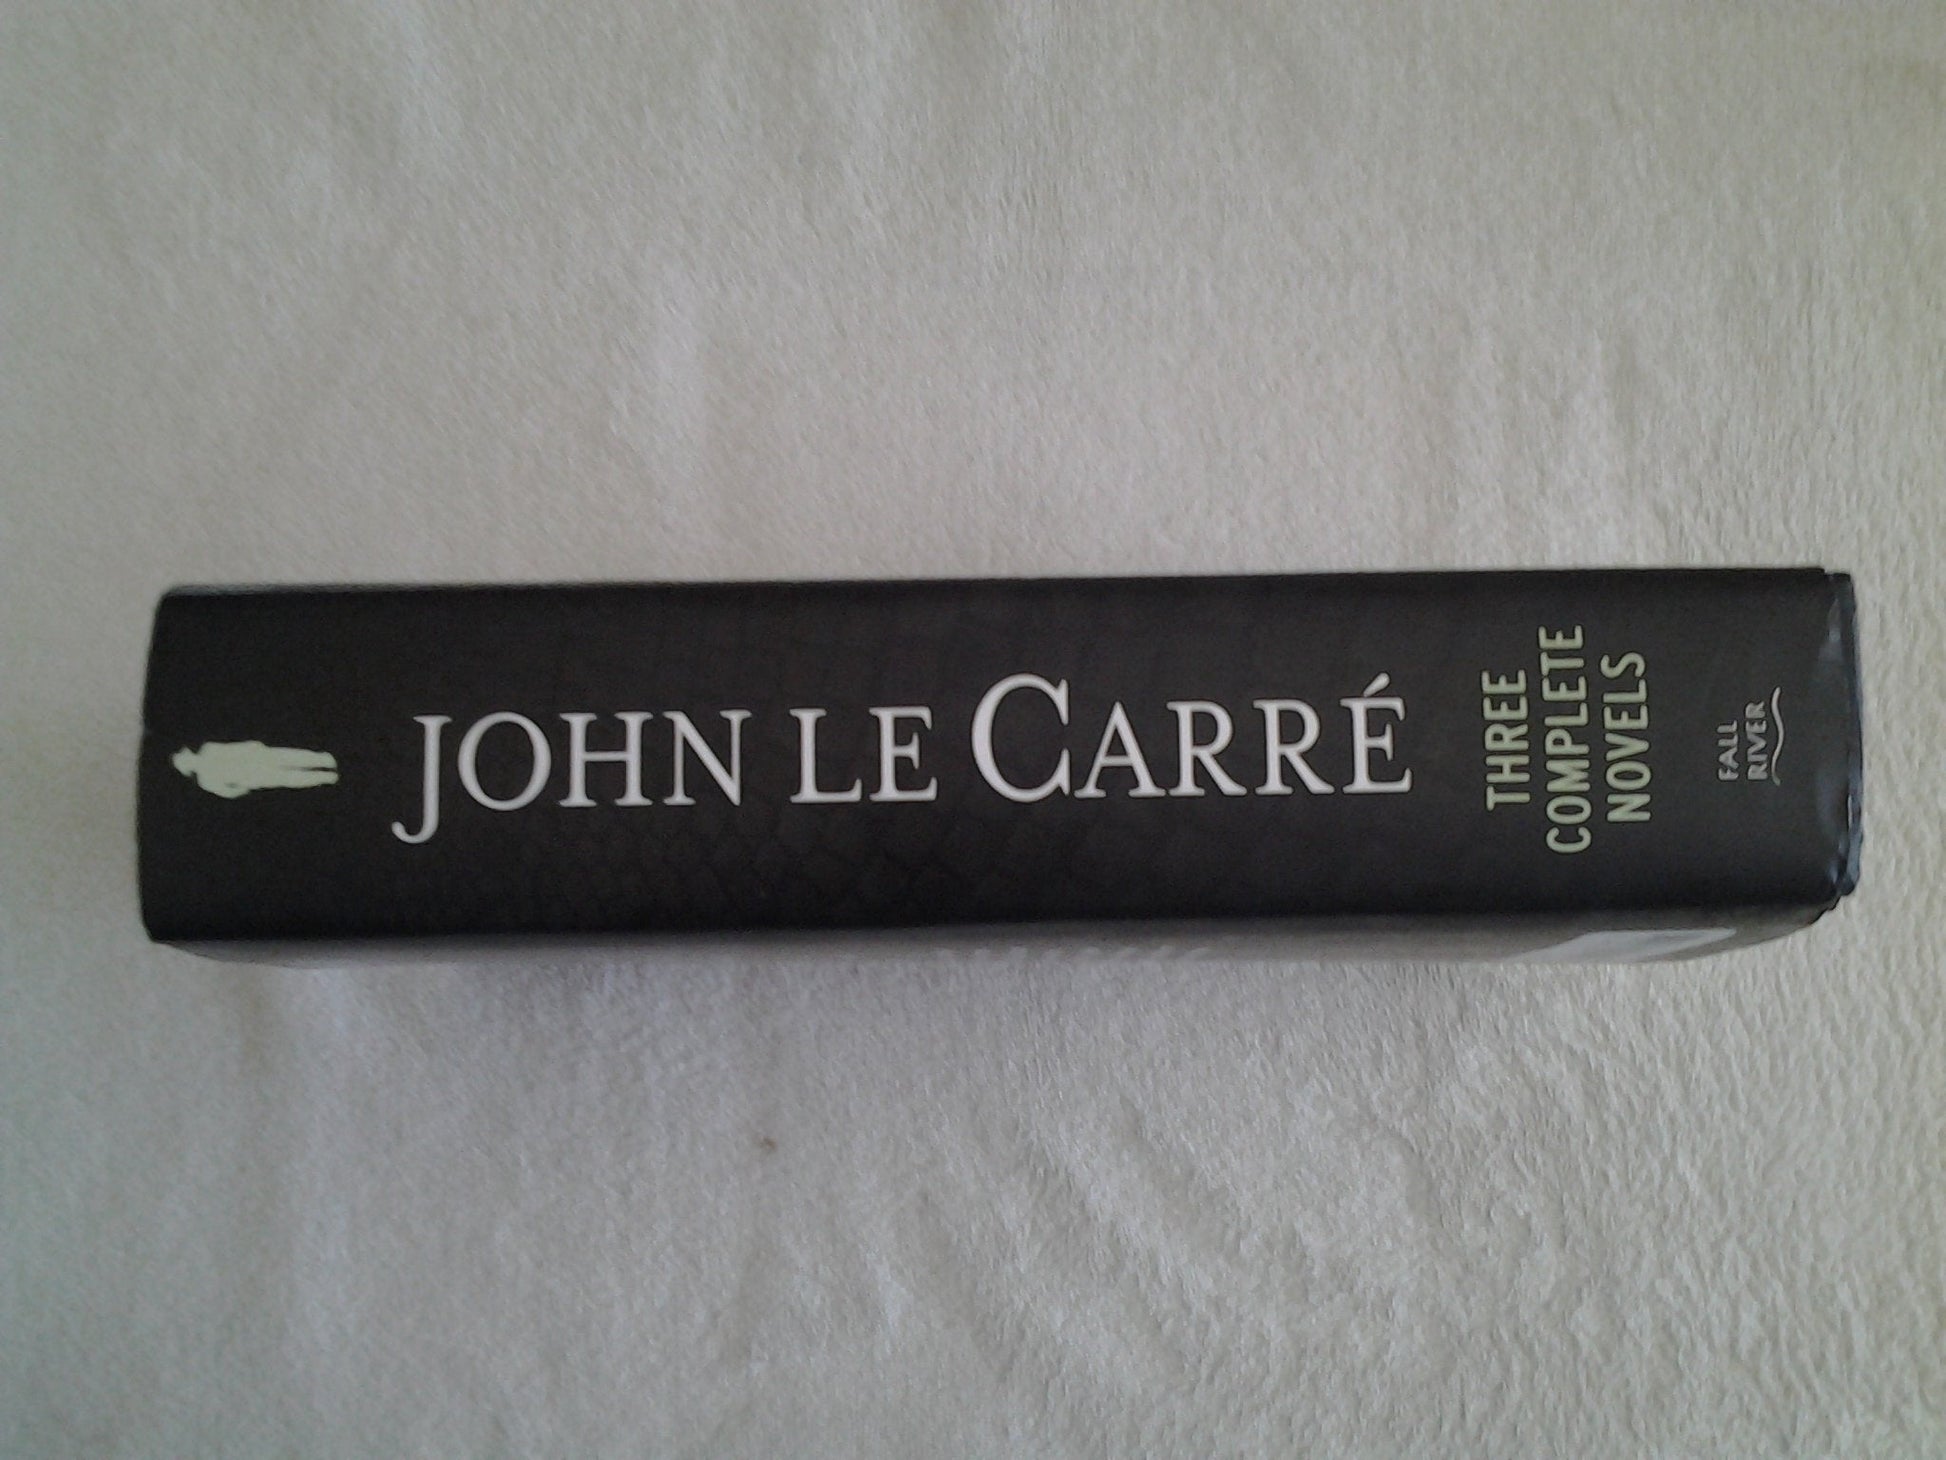 JOHN LE CARRÉ
THREE
COMPLETE
NOVELS
FALL
RIVER